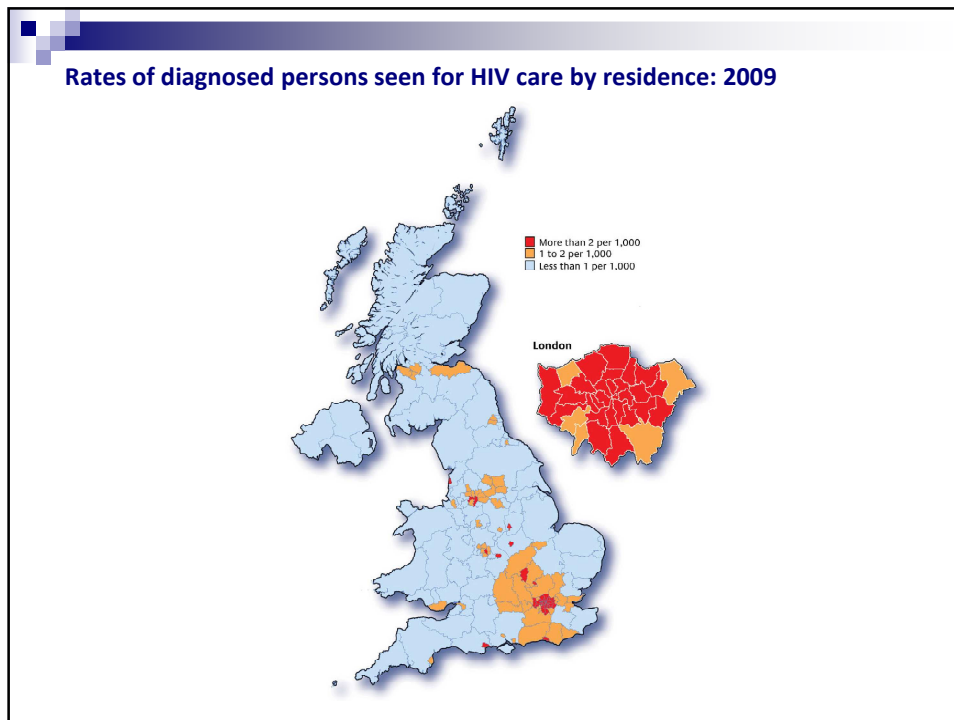 Rates of diagnosed persons seen for HIV care by residence: 2009
More than 2 per 1,000
1 to 2 per 1,000
Less than 1 per 1,000
London